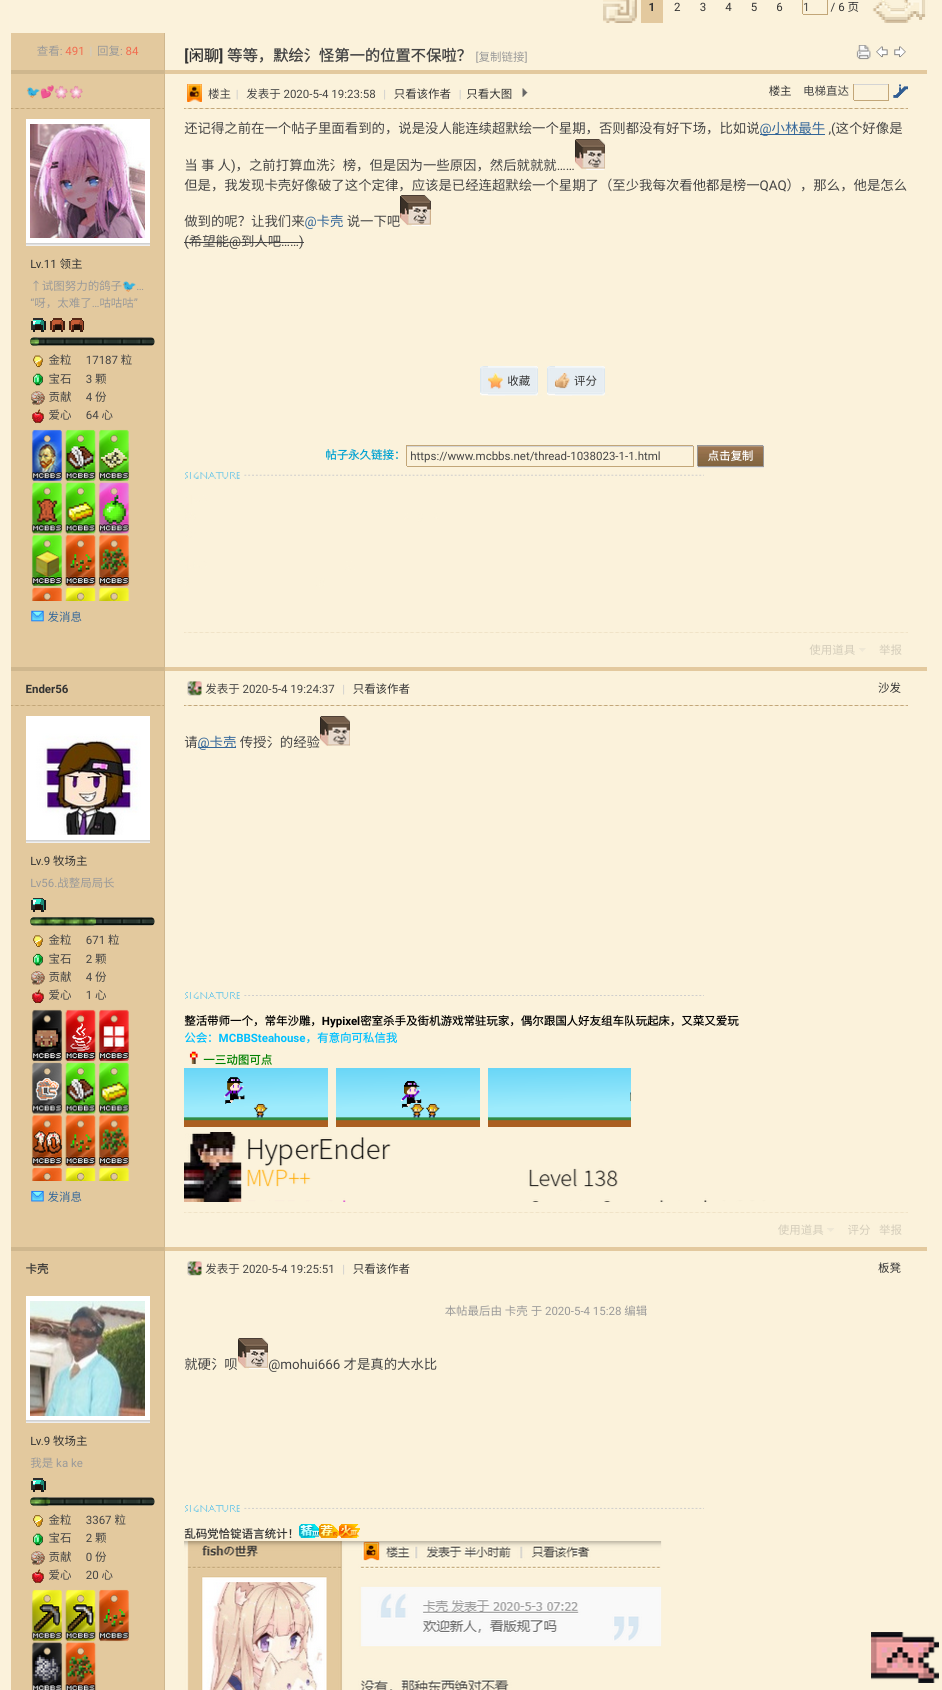 1 2 3 4 5 6 1 / 6 页
查看: 491 回复: 84
[闲聊] 等等，默绘氵怪第一的位置不保啦？ [复制链接]
楼主 发表于 2020-5-4 19:23:58 只看该作者 只看大图
楼主 电梯直达
还记得之前在一个帖子里面看到的，说是没人能连续超默绘一个星期，否则都没有好下场，比如说@小林最牛 ,(这个好像是
当 事 人)，之前打算血洗氵榜，但是因为一些原因，然后就就就......
但是，我发现卡壳好像破了这个定律，应该是已经连超默绘一个星期了（至少我每次看他都是榜一QAQ），那么，他是怎么
做到的呢？让我们来@卡壳 说一下吧
(希望能@到人吧......)
Lv.11 领主
↑试图努力的鸽子🐦...
“呀，太难了...咕咕咕”
金粒 17187 粒
宝石 3 颗
贡献 4 份
爱心 64 心
MCBBS MCBBS MCBBS
MCBBS MCBBS MCBBS
MCBBS MCBBS MCBBS
发消息
收藏 评分
帖子永久链接: https://www.mcbbs.net/thread-1038023-1-1.html 点击复制
SIGNATURE
使用道具 举报
Ender56
发表于 2020-5-4 19:24:37 只看该作者
沙发
请@卡壳 传授氵的经验
Lv.9 牧场主
Lv56.战整局局长
金粒 671 粒
宝石 2 颗
贡献 4 份
爱心 1 心
MCBBS MCBBS MCBBS
MCBBS MCBBS MCBBS
10
MCBBS MCBBS MCBBS
发消息
SIGNATURE
整活带师一个，常年沙雕，Hypixel密室杀手及街机游戏常驻玩家，偶尔跟国人好友组车队玩起床，又菜又爱玩
公会：MCBBSteahouse，有意向可私信我
一三动图可点
HyperEnder
MVP++
Level 138
使用道具 评分 举报
卡壳
发表于 2020-5-4 19:25:51 只看该作者
板凳
本帖最后由 卡壳 于 2020-5-4 15:28 编辑
就硬氵呗@mohui666 才是真的大水比
Lv.9 牧场主
我是 ka ke
金粒 3367 粒
宝石 2 颗
贡献 0 份
爱心 20 心
MCBBS MCBBS MCBBS
MCBBS MCBBS
SIGNATURE
乱码党恰锭语言统计！
fishの世界
楼主 发表于 半小时前 只看该作者
卡壳 发表于 2020-5-3 07:22
欢迎新人，看版规了吗
没有，那种东西绝对不看